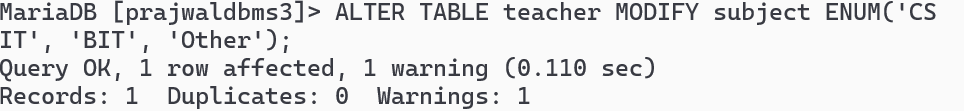 MariaDB [prajwaldbms3]> ALTER TABLE teacher MODIFY subject ENUM('CS
IT', 'BIT', 'Other');
Query OK, 1 row affected, 1 warning (0.110 sec)
Records: 1  Duplicates: 0  Warnings: 1